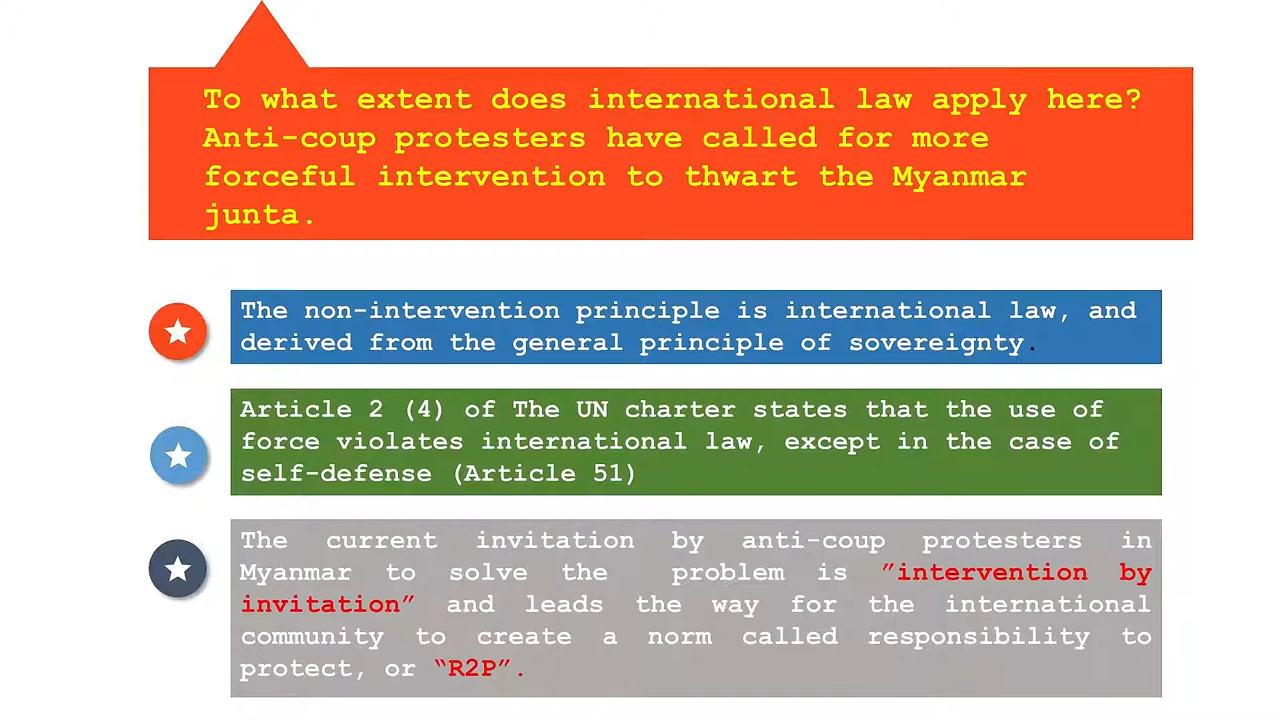 To what extent does international law apply here?
Anti-coup protesters have called for more
forceful intervention to thwart the Myanmar
junta.
The non-intervention principle is international law, and
derived from the general principle of sovereignty.
Article 2 (4) of The UN charter states that the use of
force violates international law, except in the case of
self-defense (Article 51)
The current invitation by anti-coup protesters in
Myanmar to solve the problem is ”intervention by
invitation” and leads the way for the international
community to create a norm called responsibility to
protect, or “R2P”.